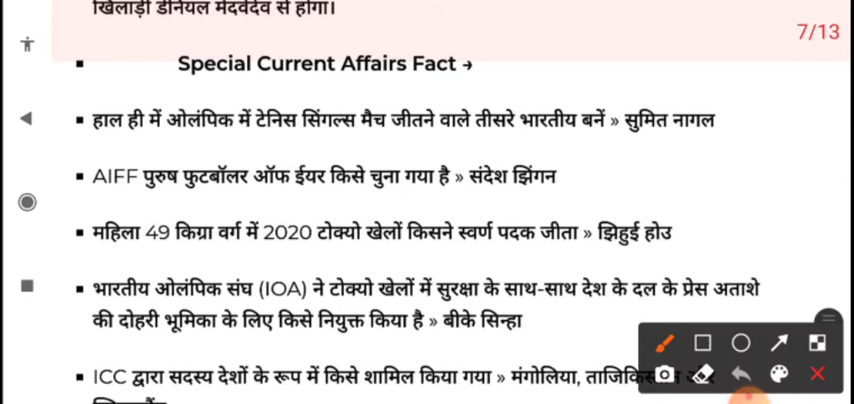 खिलाड़ी डेनियल मेदवेदेव से होगा।
7/13
Special Current Affairs Fact →
हाल ही में ओलंपिक में टेनिस सिंगल्स मैच जीतने वाले तीसरे भारतीय बनें » सुमित नागल
AIFF पुरुष फुटबॉलर ऑफ ईयर किसे चुना गया है » संदेश झिंगन
महिला 49 किग्रा वर्ग में 2020 टोक्यो खेलों किसने स्वर्ण पदक जीता » झिहुई होउ
भारतीय ओलंपिक संघ (IOA) ने टोक्यो खेलों में सुरक्षा के साथ-साथ देश के दल के प्रेस अताशे
की दोहरी भूमिका के लिए किसे नियुक्त किया है » बीके सिन्हा
ICC द्वारा सदस्य देशों के रूप में किसे शामिल किया गया » मंगोलिया,